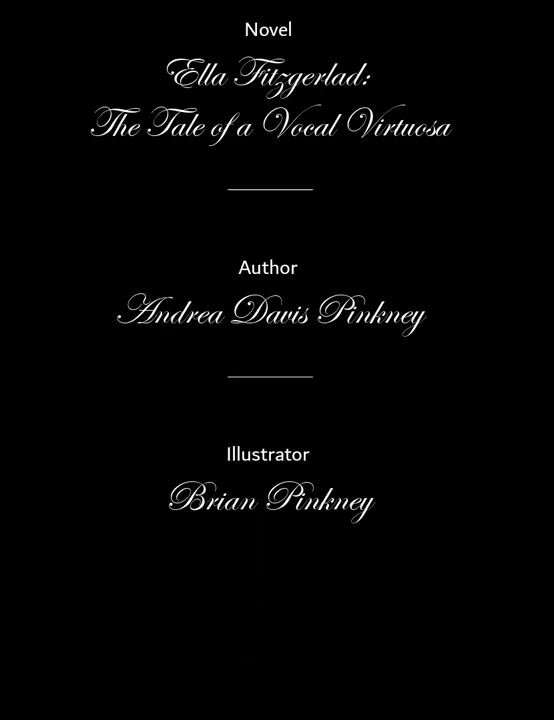 Novel
Ella Fitzgerlad:
The Tale of a Vocal Virtuosa
Author
Andrea Davis Pinkney
Illustrator
Brian Pinkney